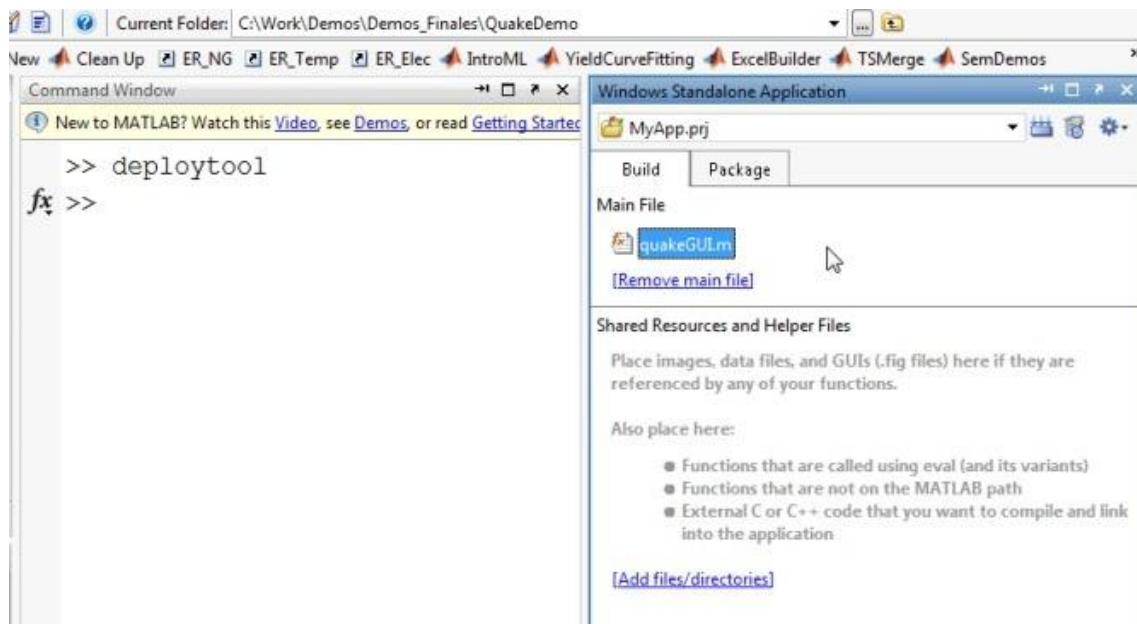 Current Folder: C:\Work\Demos\Demos_Finales\QuakeDemo
New Clean Up ER_NG ER_Temp ER_Elec IntroML YieldCurveFitting ExcelBuilder TSMerge SemDemos »
Command Window
New to MATLAB? Watch this Video, see Demos, or read Getting Started
>> deploytool
fx >>
Windows Standalone Application
MyApp.prj
Build Package
Main File
quakeGUI.m
[Remove main file]
Shared Resources and Helper Files
Place images, data files, and GUIs (.fig files) here if they are
referenced by any of your functions.
Also place here:
Functions that are called using eval (and its variants)
Functions that are not on the MATLAB path
External C or C++ code that you want to compile and link
into the application
[Add files/directories]